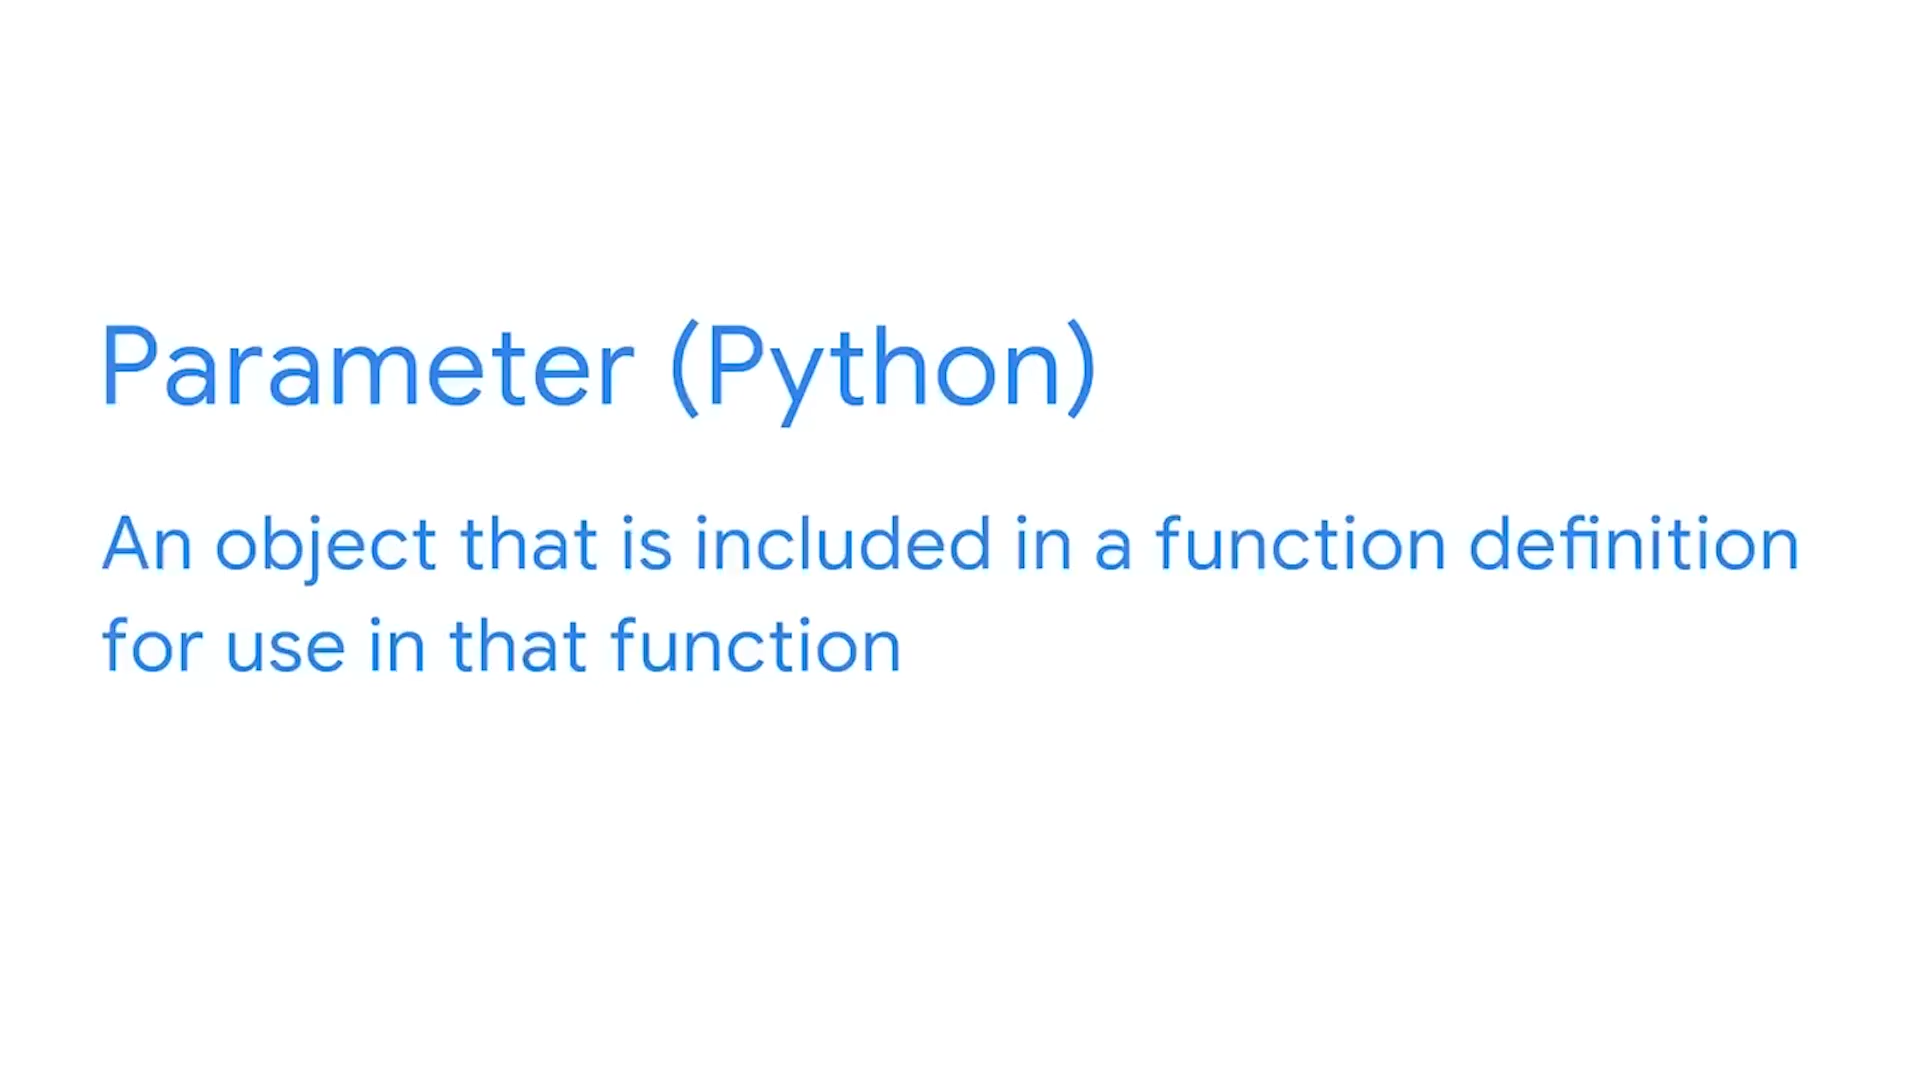 Parameter (Python)
An object that is included in a function definition
for use in that function